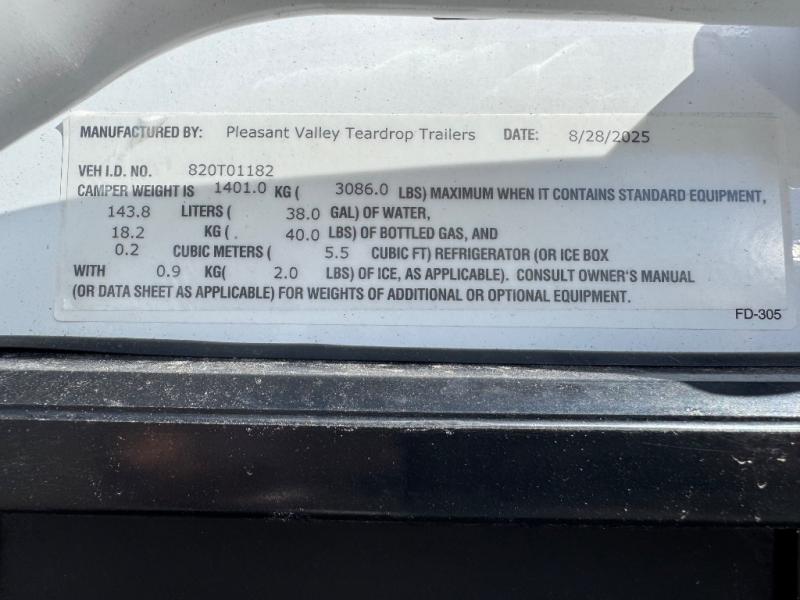 MANUFACTURED BY: Pleasant Valley Teardrop Trailers DATE: 8/28/2025
VEH I.D. NO. 820T01182
CAMPER WEIGHT IS 1401.0 KG ( 3086.0 LBS) MAXIMUM WHEN IT CONTAINS STANDARD EQUIPMENT,
143.8 LITERS ( 38.0 GAL) OF WATER,
18.2 KG ( . 40.0 LBS) OF BOTTLED GAS, AND
0.2 CUBIC METERS ( 5.5 CUBIC FT) REFRIGERATOR (OR ICE BOX
WITH 0.9 KG( 2.0 LBS) OF ICE, AS APPLICABLE). CONSULT OWNER'S MANUAL
(OR DATA SHEET AS APPLICABLE) FOR WEIGHTS OF ADDITIONAL OR OPTIONAL EQUIPMENT.
FD-305